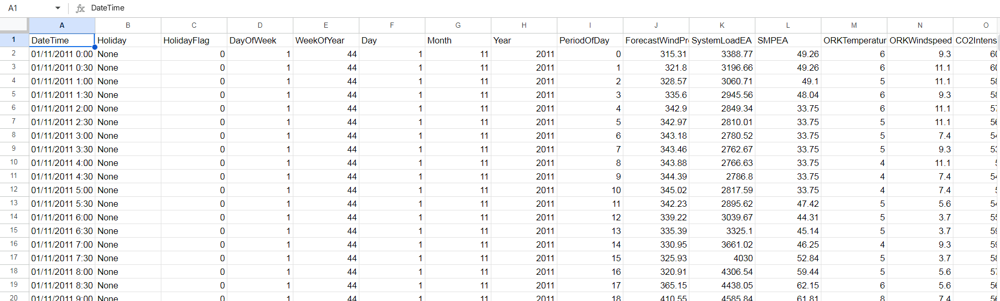 A1 fx DateTime
A B C D E F G H I J K L M N O
1 DateTime Holiday HolidayFlag DayOfWeek WeekOfYear Day Month Year PeriodOfDay ForecastWindPr SystemLoadEA SMPEA ORKTemperatur ORKWindspeed CO2Intens
2 01/11/2011 0:00 None 0 1 44 1 11 2011 0 315.31 3388.77 49.26 6 9.3 60
3 01/11/2011 0:30 None 0 1 44 1 11 2011 1 321.8 3196.66 49.26 6 11.1 60
4 01/11/2011 1:00 None 0 1 44 1 11 2011 2 328.57 3060.71 49.1 5 11.1 58
5 01/11/2011 1:30 None 0 1 44 1 11 2011 3 335.6 2945.56 48.04 6 9.3 58
6 01/11/2011 2:00 None 0 1 44 1 11 2011 4 342.9 2849.34 33.75 6 11.1 57
7 01/11/2011 2:30 None 0 1 44 1 11 2011 5 342.97 2810.01 33.75 5 11.1 56
8 01/11/2011 3:00 None 0 1 44 1 11 2011 6 343.18 2780.52 33.75 5 7.4 54
9 01/11/2011 3:30 None 0 1 44 1 11 2011 7 343.46 2762.67 33.75 5 9.3 53
10 01/11/2011 4:00 None 0 1 44 1 11 2011 8 343.88 2766.63 33.75 4 11.1
11 01/11/2011 4:30 None 0 1 44 1 11 2011 9 344.39 2786.8 33.75 4 7.4 54
12 01/11/2011 5:00 None 0 1 44 1 11 2011 10 345.02 2817.59 33.75 4 7.4
13 01/11/2011 5:30 None 0 1 44 1 11 2011 11 342.23 2895.62 47.42 5 5.6 54
14 01/11/2011 6:00 None 0 1 44 1 11 2011 12 339.22 3039.67 44.31 5 3.7 55
15 01/11/2011 6:30 None 0 1 44 1 11 2011 13 335.39 3325.1 45.14 5 3.7 59
16 01/11/2011 7:00 None 0 1 44 1 11 2011 14 330.95 3661.02 46.25 4 9.3 59
17 01/11/2011 7:30 None 0 1 44 1 11 2011 15 325.93 4030 52.84 5 3.7 58
18 01/11/2011 8:00 None 0 1 44 1 11 2011 16 320.91 4306.54 59.44 5 5.6 57
19 01/11/2011 8:30 None 0 1 44 1 11 2011 17 365.15 4438.05 62.15 6 5.6 56
20 01/11/2011 9:00 None 0 1 44 1 11 2011 18 410.55 4585.84 61.81 8 7.4 56